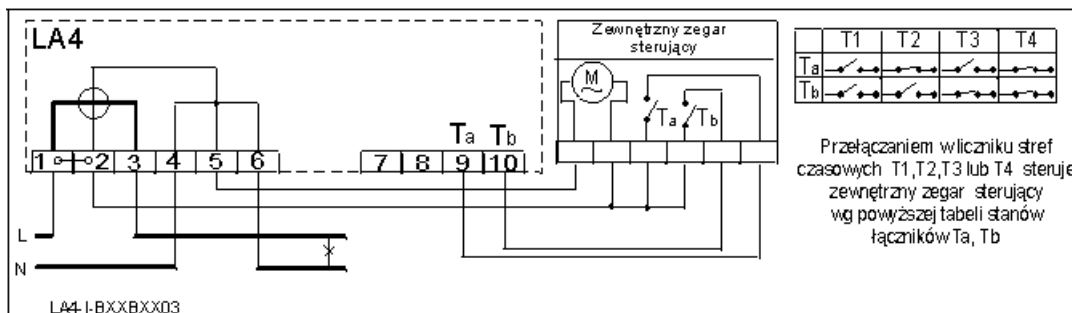 LA4
Zewnętrzny zegar
sterujący
M
Ta Tb
T1 T2 T3 T4
Ta
Tb
Ta Tb
1 2 3 4 5 6 7 8 9 10
Przełączaniem w liczniku stref
czasowych T1,T2,T3 lub T4 steruje
zewnętrzny zegar sterujący
wg powyższej tabeli stanów
łączników Ta, Tb
L
N
LA4-I-BXXBXX03